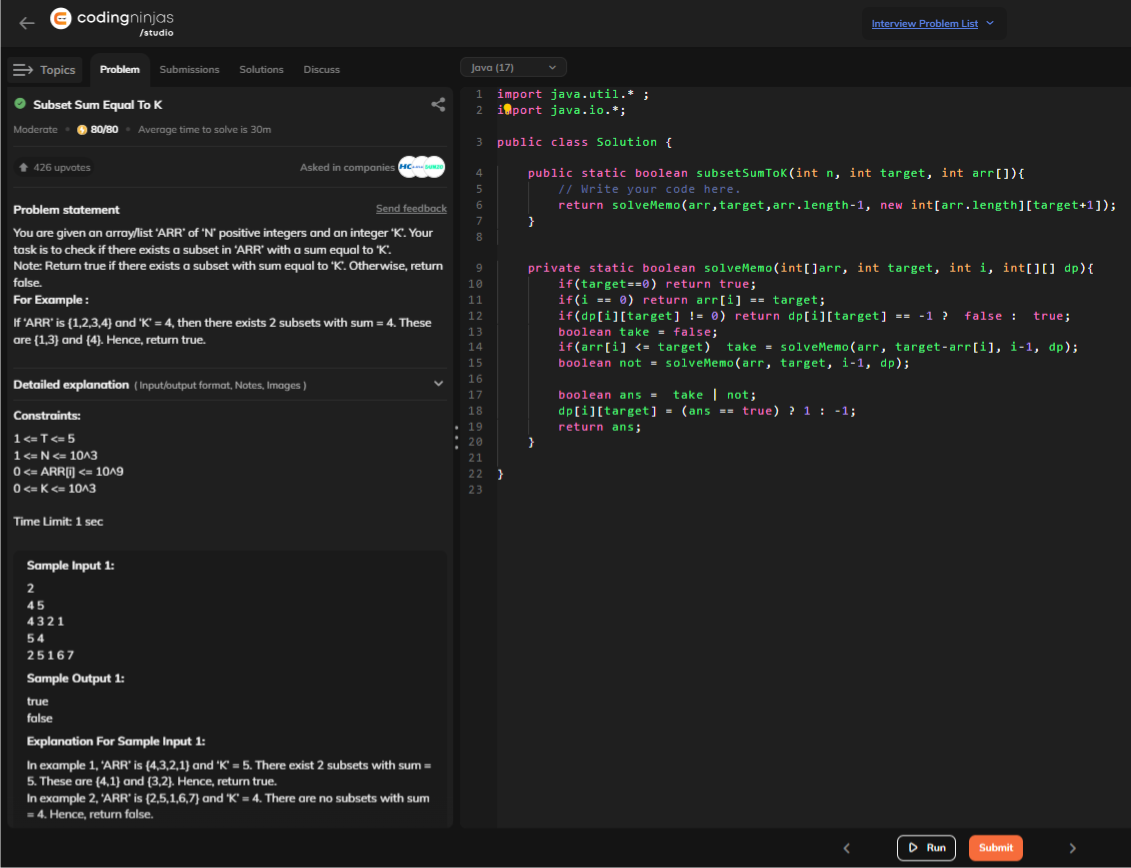 codingninjas
/studio
Interview Problem List
Topics
Problem
Submissions
Solutions
Discuss
Subset Sum Equal To K
Moderate
80/80
Average time to solve is 30m
426 upvotes
Asked in companies
Problem statement
Send feedback
You are given an array/list ‘ARR’ of ‘N’ positive integers and an integer ‘K’. Your
task is to check if there exists a subset in ‘ARR’ with a sum equal to ‘K’.
Note: Return true if there exists a subset with sum equal to ‘K’. Otherwise, return
false.
For Example :
If ‘ARR’ is {1,2,3,4} and ‘K’ = 4, then there exists 2 subsets with sum = 4. These
are {1,3} and {4}. Hence, return true.
Detailed explanation ( Input/output format, Notes, Images )
Constraints:
1 <= T <= 5
1 <= N <= 10^3
0 <= ARR[i] <= 10^9
0 <= K <= 10^3
Time Limit: 1 sec
Sample Input 1:
2
4 5
4 3 2 1
5 4
2 5 1 6 7
Sample Output 1:
true
false
Explanation For Sample Input 1:
In example 1, ‘ARR’ is {4,3,2,1} and ‘K’ = 5. There exist 2 subsets with sum =
5. These are {4,1} and {3,2}. Hence, return true.
In example 2, ‘ARR’ is {2,5,1,6,7} and ‘K’ = 4. There are no subsets with sum
= 4. Hence, return false.
Java (17)
1 import java.util.* ;
2 import java.io.*;
3 public class Solution {
4 public static boolean subsetSumToK(int n, int target, int arr[]){
5 // Write your code here.
6 return solveMemo(arr,target,arr.length-1, new int[arr.length][target+1]);
7 }
8
9 private static boolean solveMemo(int[]arr, int target, int i, int[][] dp){
10 if(target==0) return true;
11 if(i == 0) return arr[i] == target;
12 if(dp[i][target] != 0) return dp[i][target] == -1 ?  false :  true;
13 boolean take = false;
14 if(arr[i] <= target)  take = solveMemo(arr, target-arr[i], i-1, dp);
15 boolean not = solveMemo(arr, target, i-1, dp);
16
17 boolean ans =  take | not;
18 dp[i][target] = (ans == true) ? 1 : -1;
19 return ans;
20 }
21
22 }
23
Run
Submit